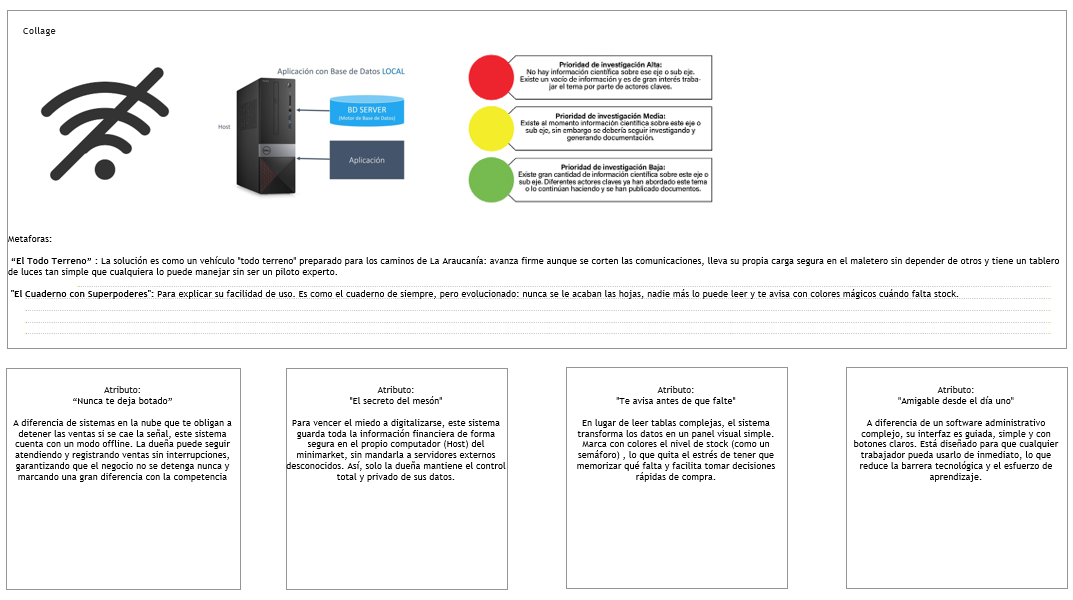 Collage
Aplicación con Base de Datos LOCAL
Host
BD SERVER
(Motor de Base de Datos)
Aplicación
DELL
Prioridad de investigación Alta:
No hay información científica sobre ese eje o sub eje.
Existe un vacío de información y es de gran interés traba-
jar el tema por parte de actores claves.
Prioridad de investigación Media:
Existe al momento información científica sobre este eje o
sub eje, sin embargo se debería seguir investigando y
generando documentación.
Prioridad de investigación Baja:
Existe gran cantidad de información científica sobre este eje o
sub eje. Diferentes actores claves ya han abordado este tema
o lo continúan haciendo y se han publicado documentos.
Metaforas:
“El Todo Terreno” : La solución es como un vehículo "todo terreno" preparado para los caminos de La Araucanía: avanza firme aunque se corten las comunicaciones, lleva su propia carga segura en el maletero sin depender de otros y tiene un tablero
de luces tan simple que cualquiera lo puede manejar sin ser un piloto experto.
"El Cuaderno con Superpoderes": Para explicar su facilidad de uso. Es como el cuaderno de siempre, pero evolucionado: nunca se le acaban las hojas, nadie más lo puede leer y te avisa con colores mágicos cuándo falta stock.
Atributo:
“Nunca te deja botado”
A diferencia de sistemas en la nube que te obligan a
detener las ventas si se cae la señal, este sistema
cuenta con un modo offline. La dueña puede seguir
atendiendo y registrando ventas sin interrupciones,
garantizando que el negocio no se detenga nunca y
marcando una gran diferencia con la competencia
Atributo:
"El secreto del mesón"
Para vencer el miedo a digitalizarse, este sistema
guarda toda la información financiera de forma
segura en el propio computador (Host) del
minimarket, sin mandarla a servidores externos
desconocidos. Así, solo la dueña mantiene el control
total y privado de sus datos.
Atributo:
"Te avisa antes de que falte"
En lugar de leer tablas complejas, el sistema
transforma los datos en un panel visual simple.
Marca con colores el nivel de stock (como un
semáforo) , lo que quita el estrés de tener que
memorizar qué falta y facilita tomar decisiones
rápidas de compra.
Atributo:
"Amigable desde el día uno"
A diferencia de un software administrativo
complejo, su interfaz es guiada, simple y con
botones claros. Está diseñado para que cualquier
trabajador pueda usarlo de inmediato, lo que
reduce la barrera tecnológica y el esfuerzo de
aprendizaje.